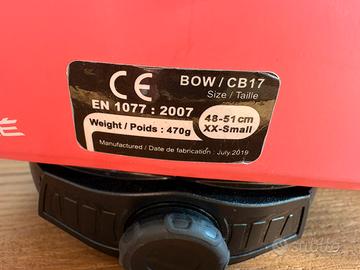 CE
BOW / CB17
Size / Taille
EN 1077 : 2007
48-51cm
XX-Small
Weight / Poids : 470g
Manufactured / Date de fabrication : July.2019
Subito